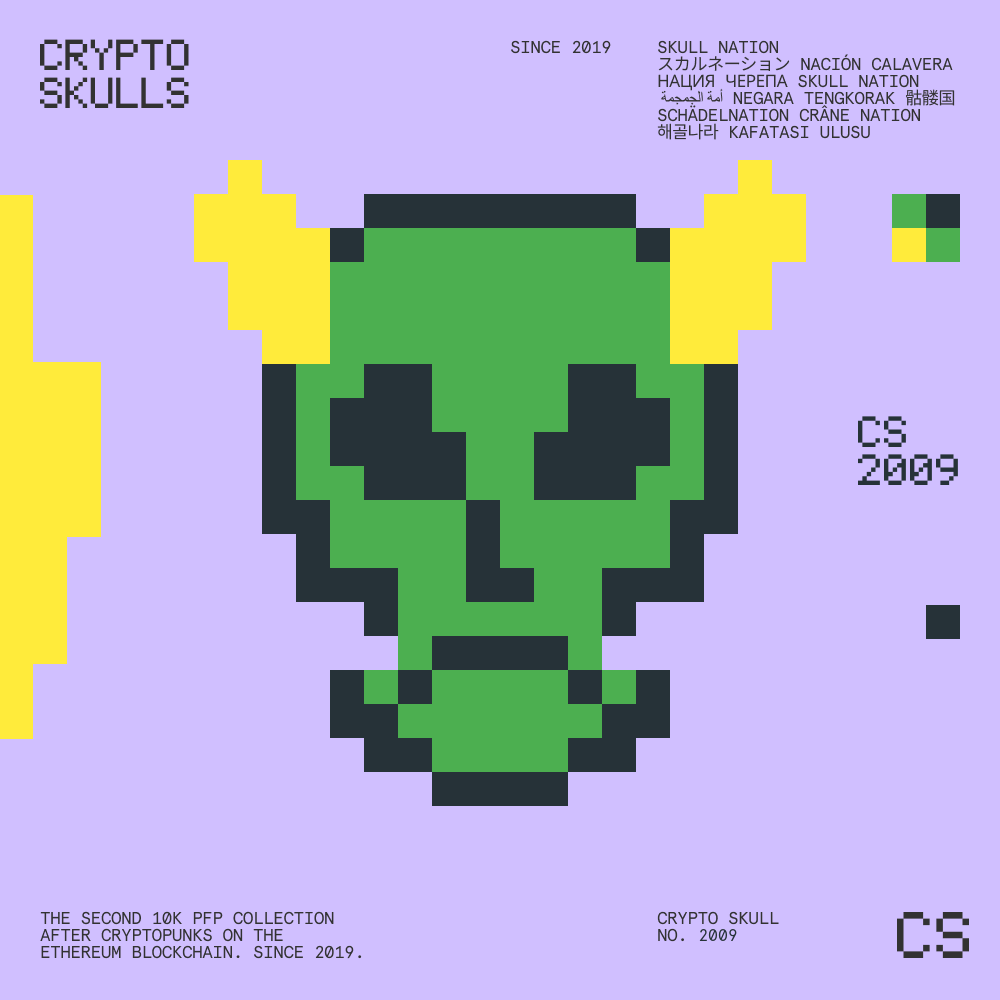 CRYPTO
SKULLS
SINCE 2019
SKULL NATION
スカルネーション NACIÓN CALAVERA
НАЦИЯ ЧЕРЕПА SKULL NATION
أمة الجمجمة NEGARA TENGKORAK 骷髅国
SCHÄDELNATION CRÂNE NATION
해골나라 KAFATASI ULUSU
CS
2009
THE SECOND 10K PFP COLLECTION
AFTER CRYPTOPUNKS ON THE
ETHEREUM BLOCKCHAIN. SINCE 2019.
CRYPTO SKULL
NO. 2009
CS